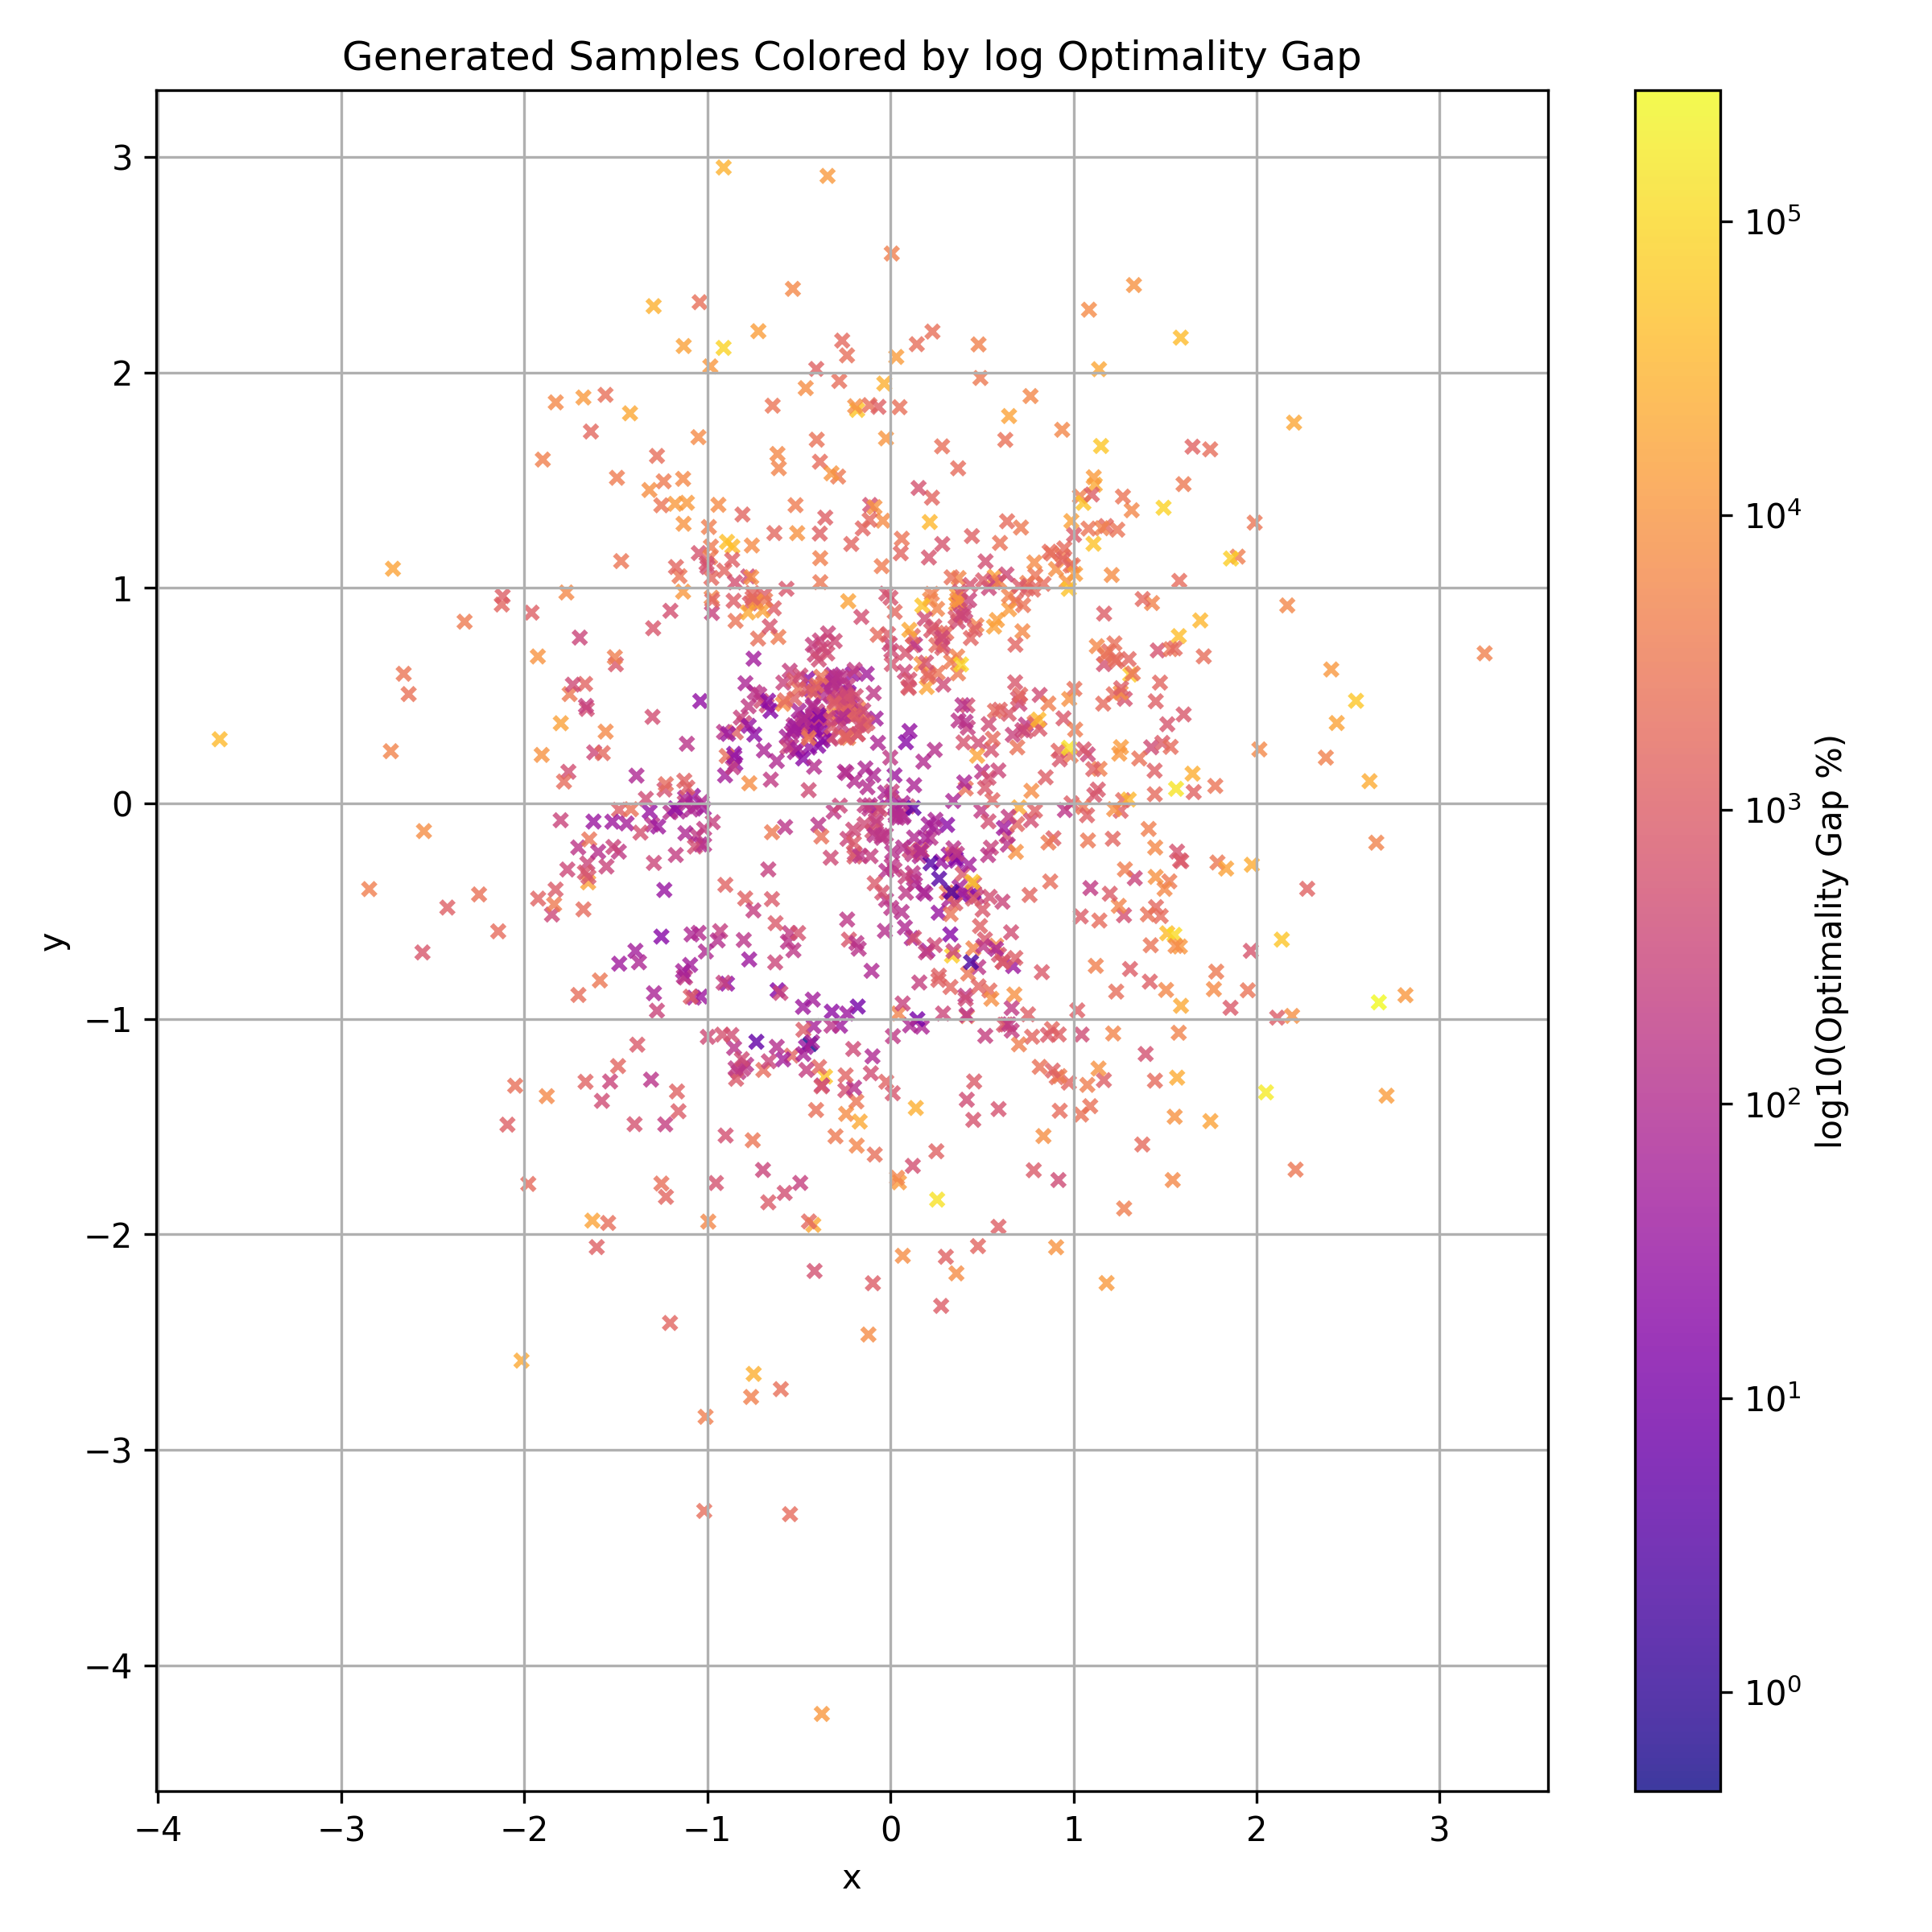 Generated Samples Colored by log Optimality Gap
3
2
1
0
−1
−2
−3
−4
y
−4 −3 −2 −1 0 1 2 3
x
10⁵
10⁴
10³
10²
10¹
10⁰
log10(Optimality Gap %)